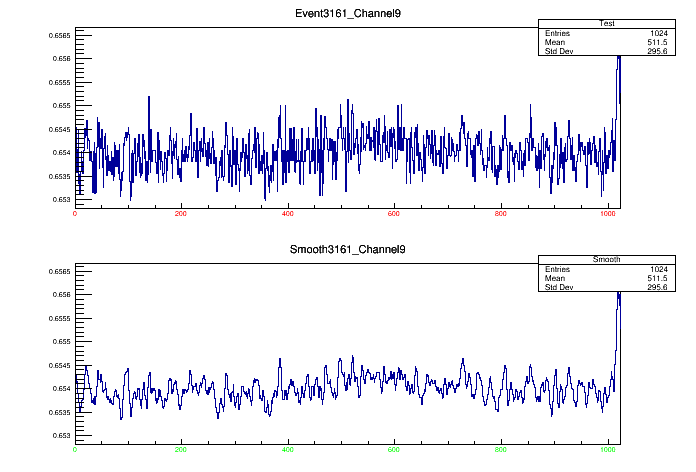 Event3161_Channel9
Test
Entries 1024
Mean 511.5
Std Dev 295.6
0.6565
0.656
0.6555
0.655
0.6545
0.654
0.6535
0.653
0 200 400 600 800 1000
Smooth3161_Channel9
Smooth
Entries 1024
Mean 511.5
Std Dev 295.6
0.6565
0.656
0.6555
0.655
0.6545
0.654
0.6535
0.653
0 200 400 600 800 1000